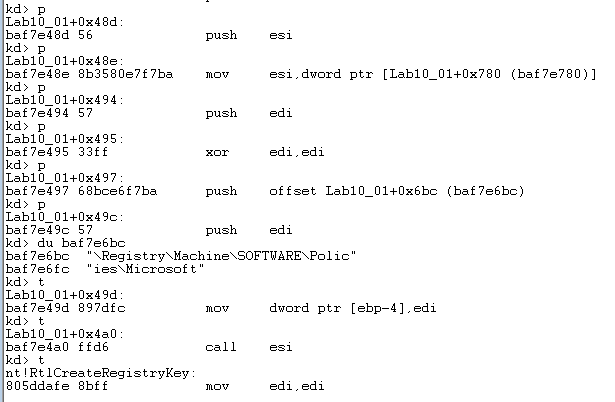 kd> p
Lab10_01+0x48d:
baf7e48d 56 push esi
kd> p
Lab10_01+0x48e:
baf7e48e 8b3580e7f7ba mov esi,dword ptr [Lab10_01+0x780 (baf7e780)]
kd> p
Lab10_01+0x494:
baf7e494 57 push edi
kd> p
Lab10_01+0x495:
baf7e495 33ff xor edi,edi
kd> p
Lab10_01+0x497:
baf7e497 68bce6f7ba push offset Lab10_01+0x6bc (baf7e6bc)
kd> p
Lab10_01+0x49c:
baf7e49c 57 push edi
kd> du baf7e6bc
baf7e6bc "\Registry\Machine\SOFTWARE\Polic"
baf7e6fc "ies\Microsoft"
kd> t
Lab10_01+0x49d:
baf7e49d 897dfc mov dword ptr [ebp-4],edi
kd> t
Lab10_01+0x4a0:
baf7e4a0 ffd6 call esi
kd> t
nt!RtlCreateRegistryKey:
805ddafe 8bff mov edi,edi